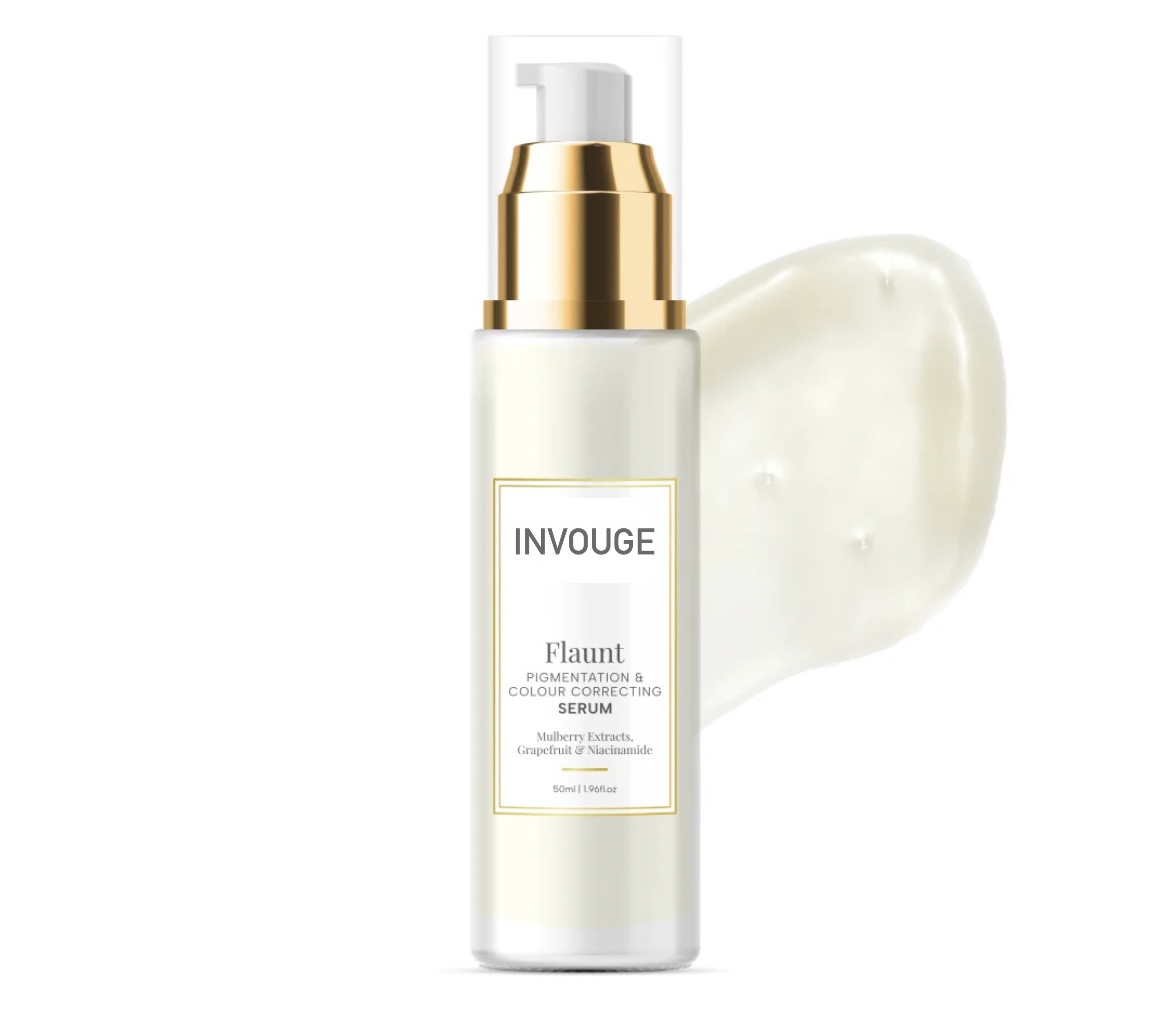 INVOUGE
Flaunt
PIGMENTATION &
COLOUR CORRECTING
SERUM
Mulberry Extracts,
Grapefruit & Niacinamide
50ml | 1.96fl.oz